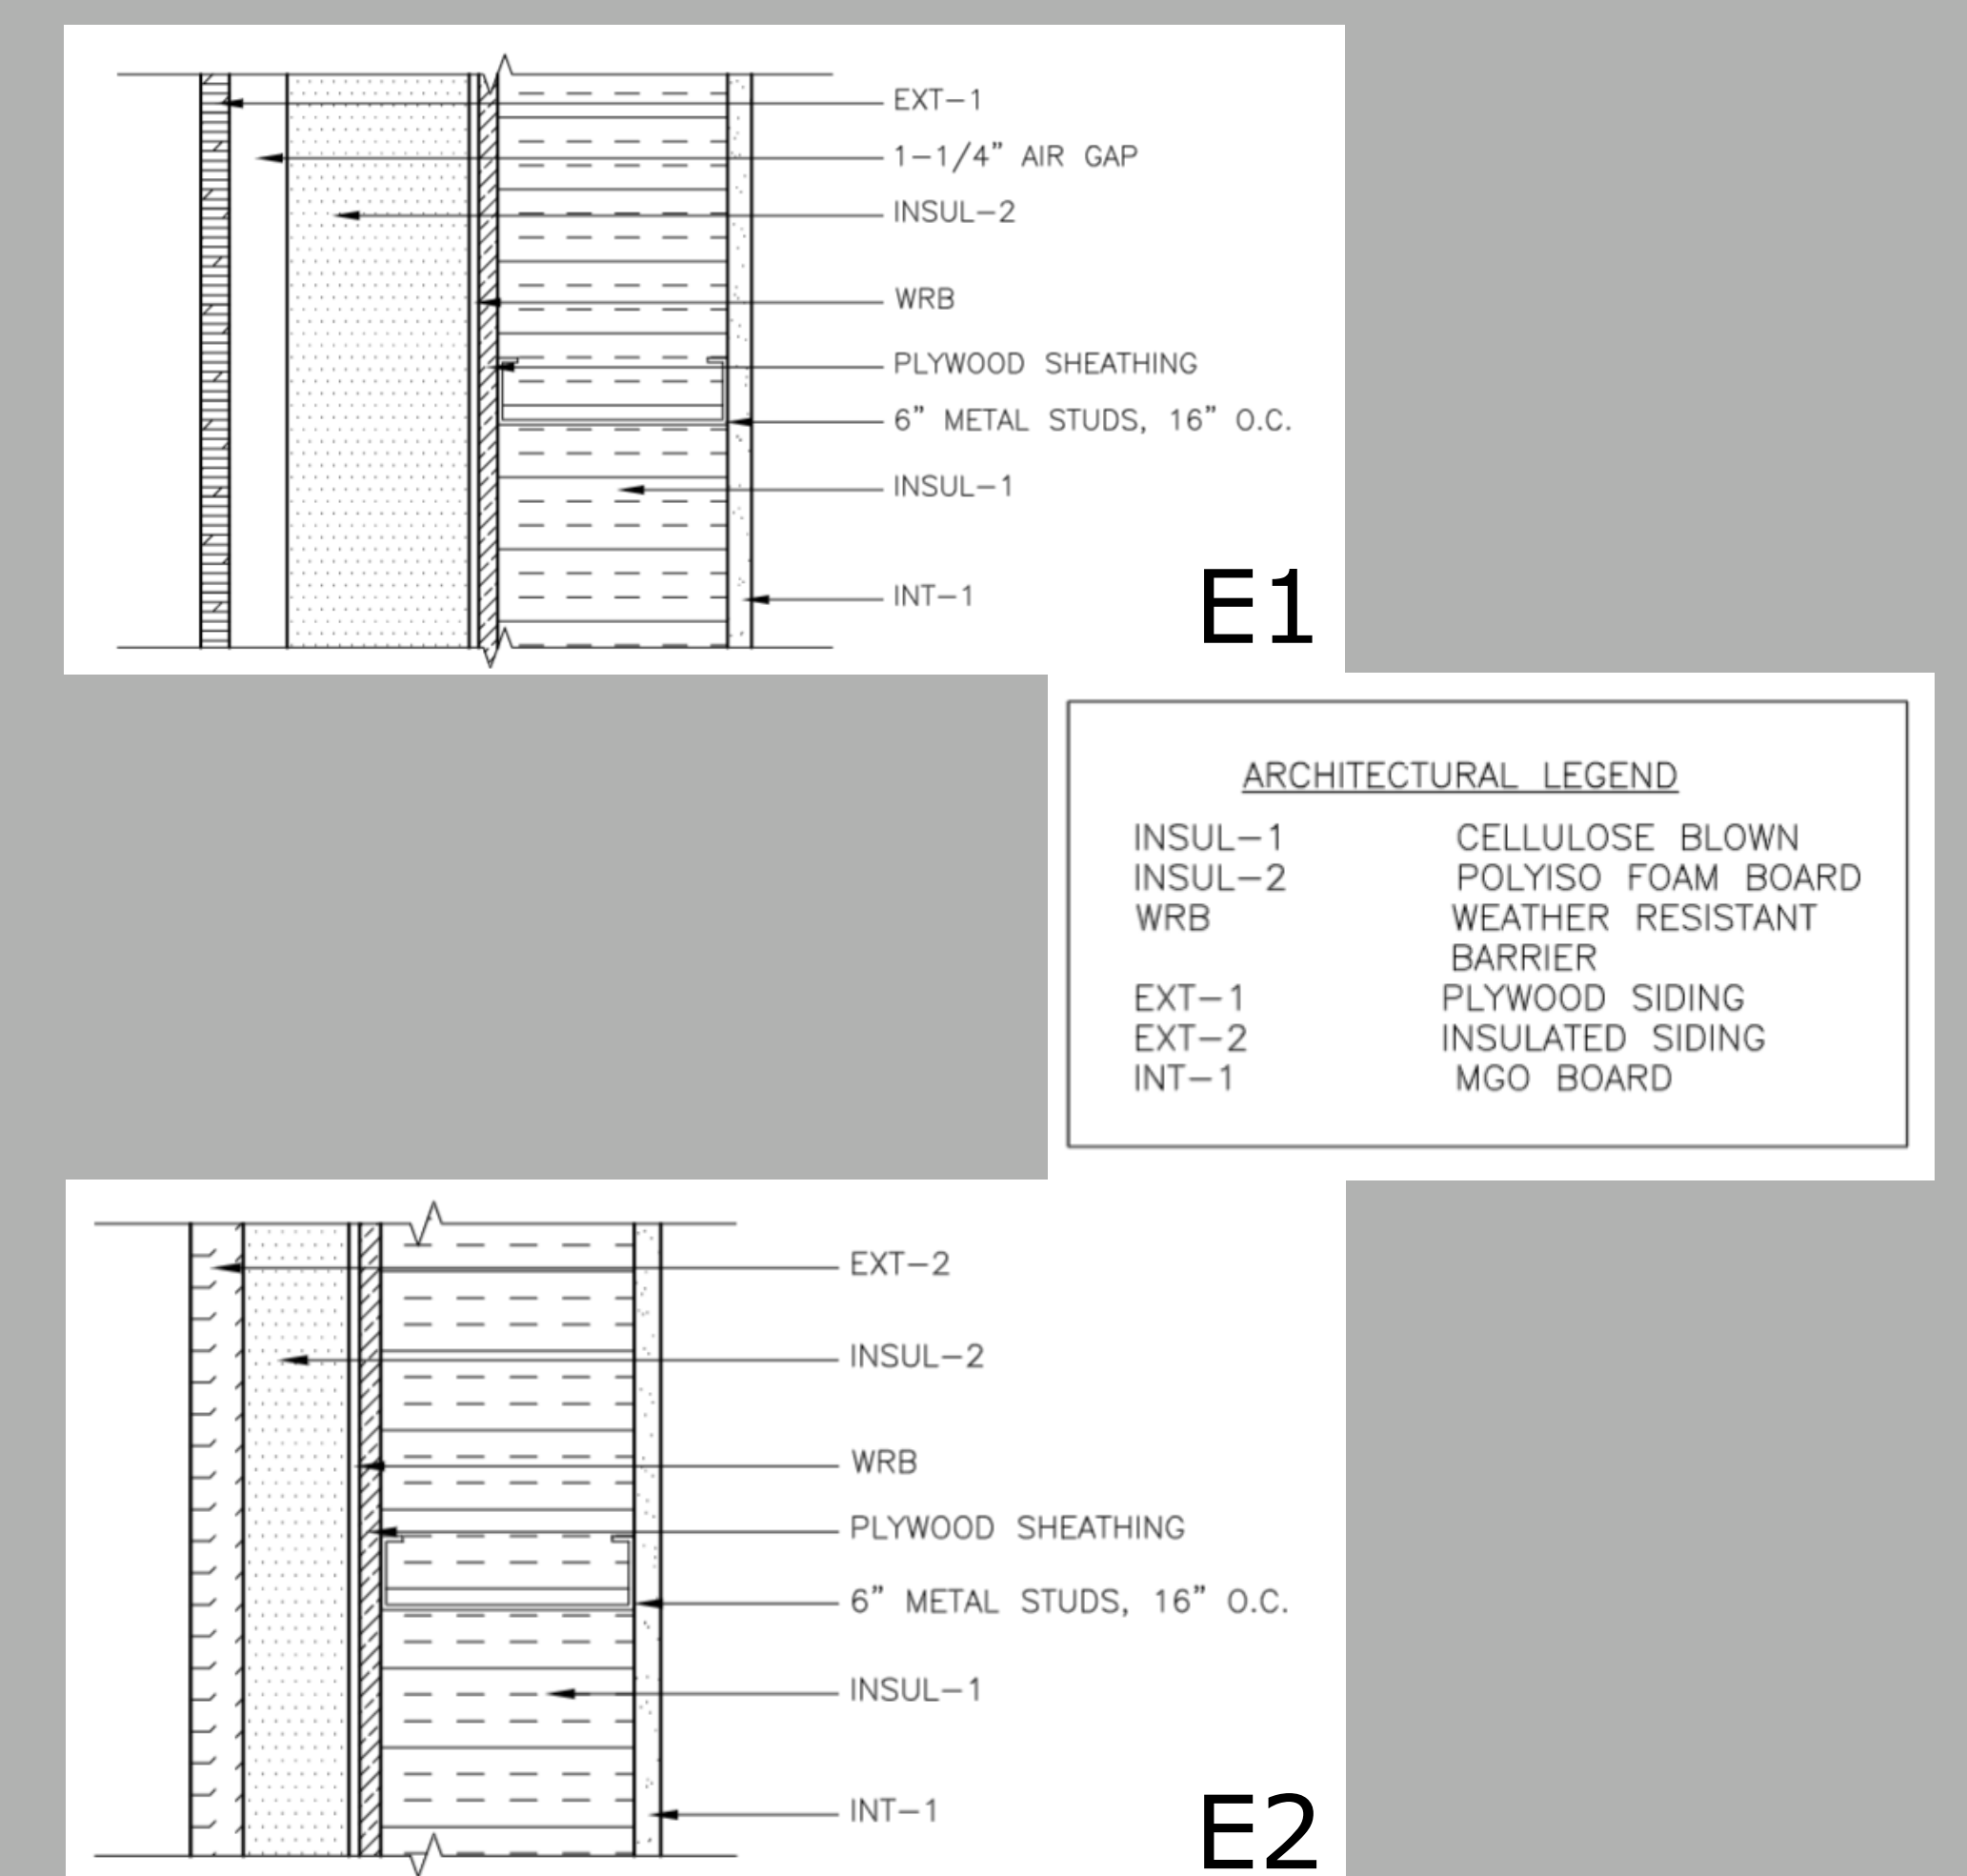 EXT-1
1-1/4" AIR GAP
INSUL-2
WRB
PLYWOOD SHEATHING
6" METAL STUDS, 16" O.C.
INSUL-1
INT-1
E1
ARCHITECTURAL LEGEND
INSUL-1 CELLULOSE BLOWN
INSUL-2 POLYISO FOAM BOARD
WRB WEATHER RESISTANT
BARRIER
EXT-1 PLYWOOD SIDING
EXT-2 INSULATED SIDING
INT-1 MGO BOARD
EXT-2
INSUL-2
WRB
PLYWOOD SHEATHING
6" METAL STUDS, 16" O.C.
INSUL-1
INT-1
E2